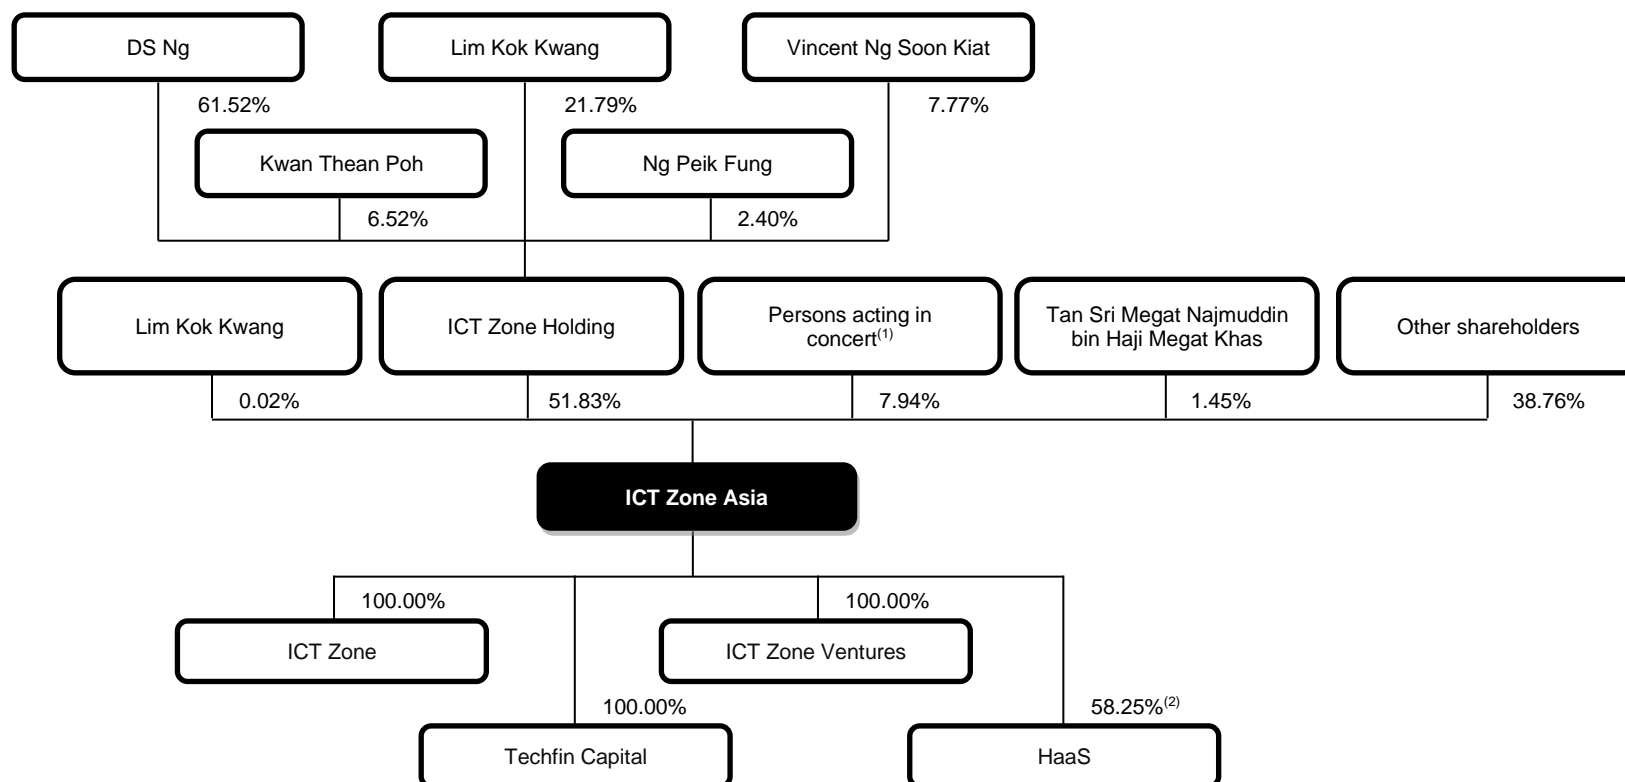 DS Ng
Lim Kok Kwang
Vincent Ng Soon Kiat
61.52%
21.79%
7.77%
Kwan Thean Poh
Ng Peik Fung
6.52%
2.40%
Lim Kok Kwang
ICT Zone Holding
Persons acting in
concert(1)
Tan Sri Megat Najmuddin
bin Haji Megat Khas
Other shareholders
0.02%
51.83%
7.94%
1.45%
38.76%
ICT Zone Asia
100.00%
100.00%
ICT Zone
ICT Zone Ventures
100.00%
58.25%(2)
Techfin Capital
HaaS